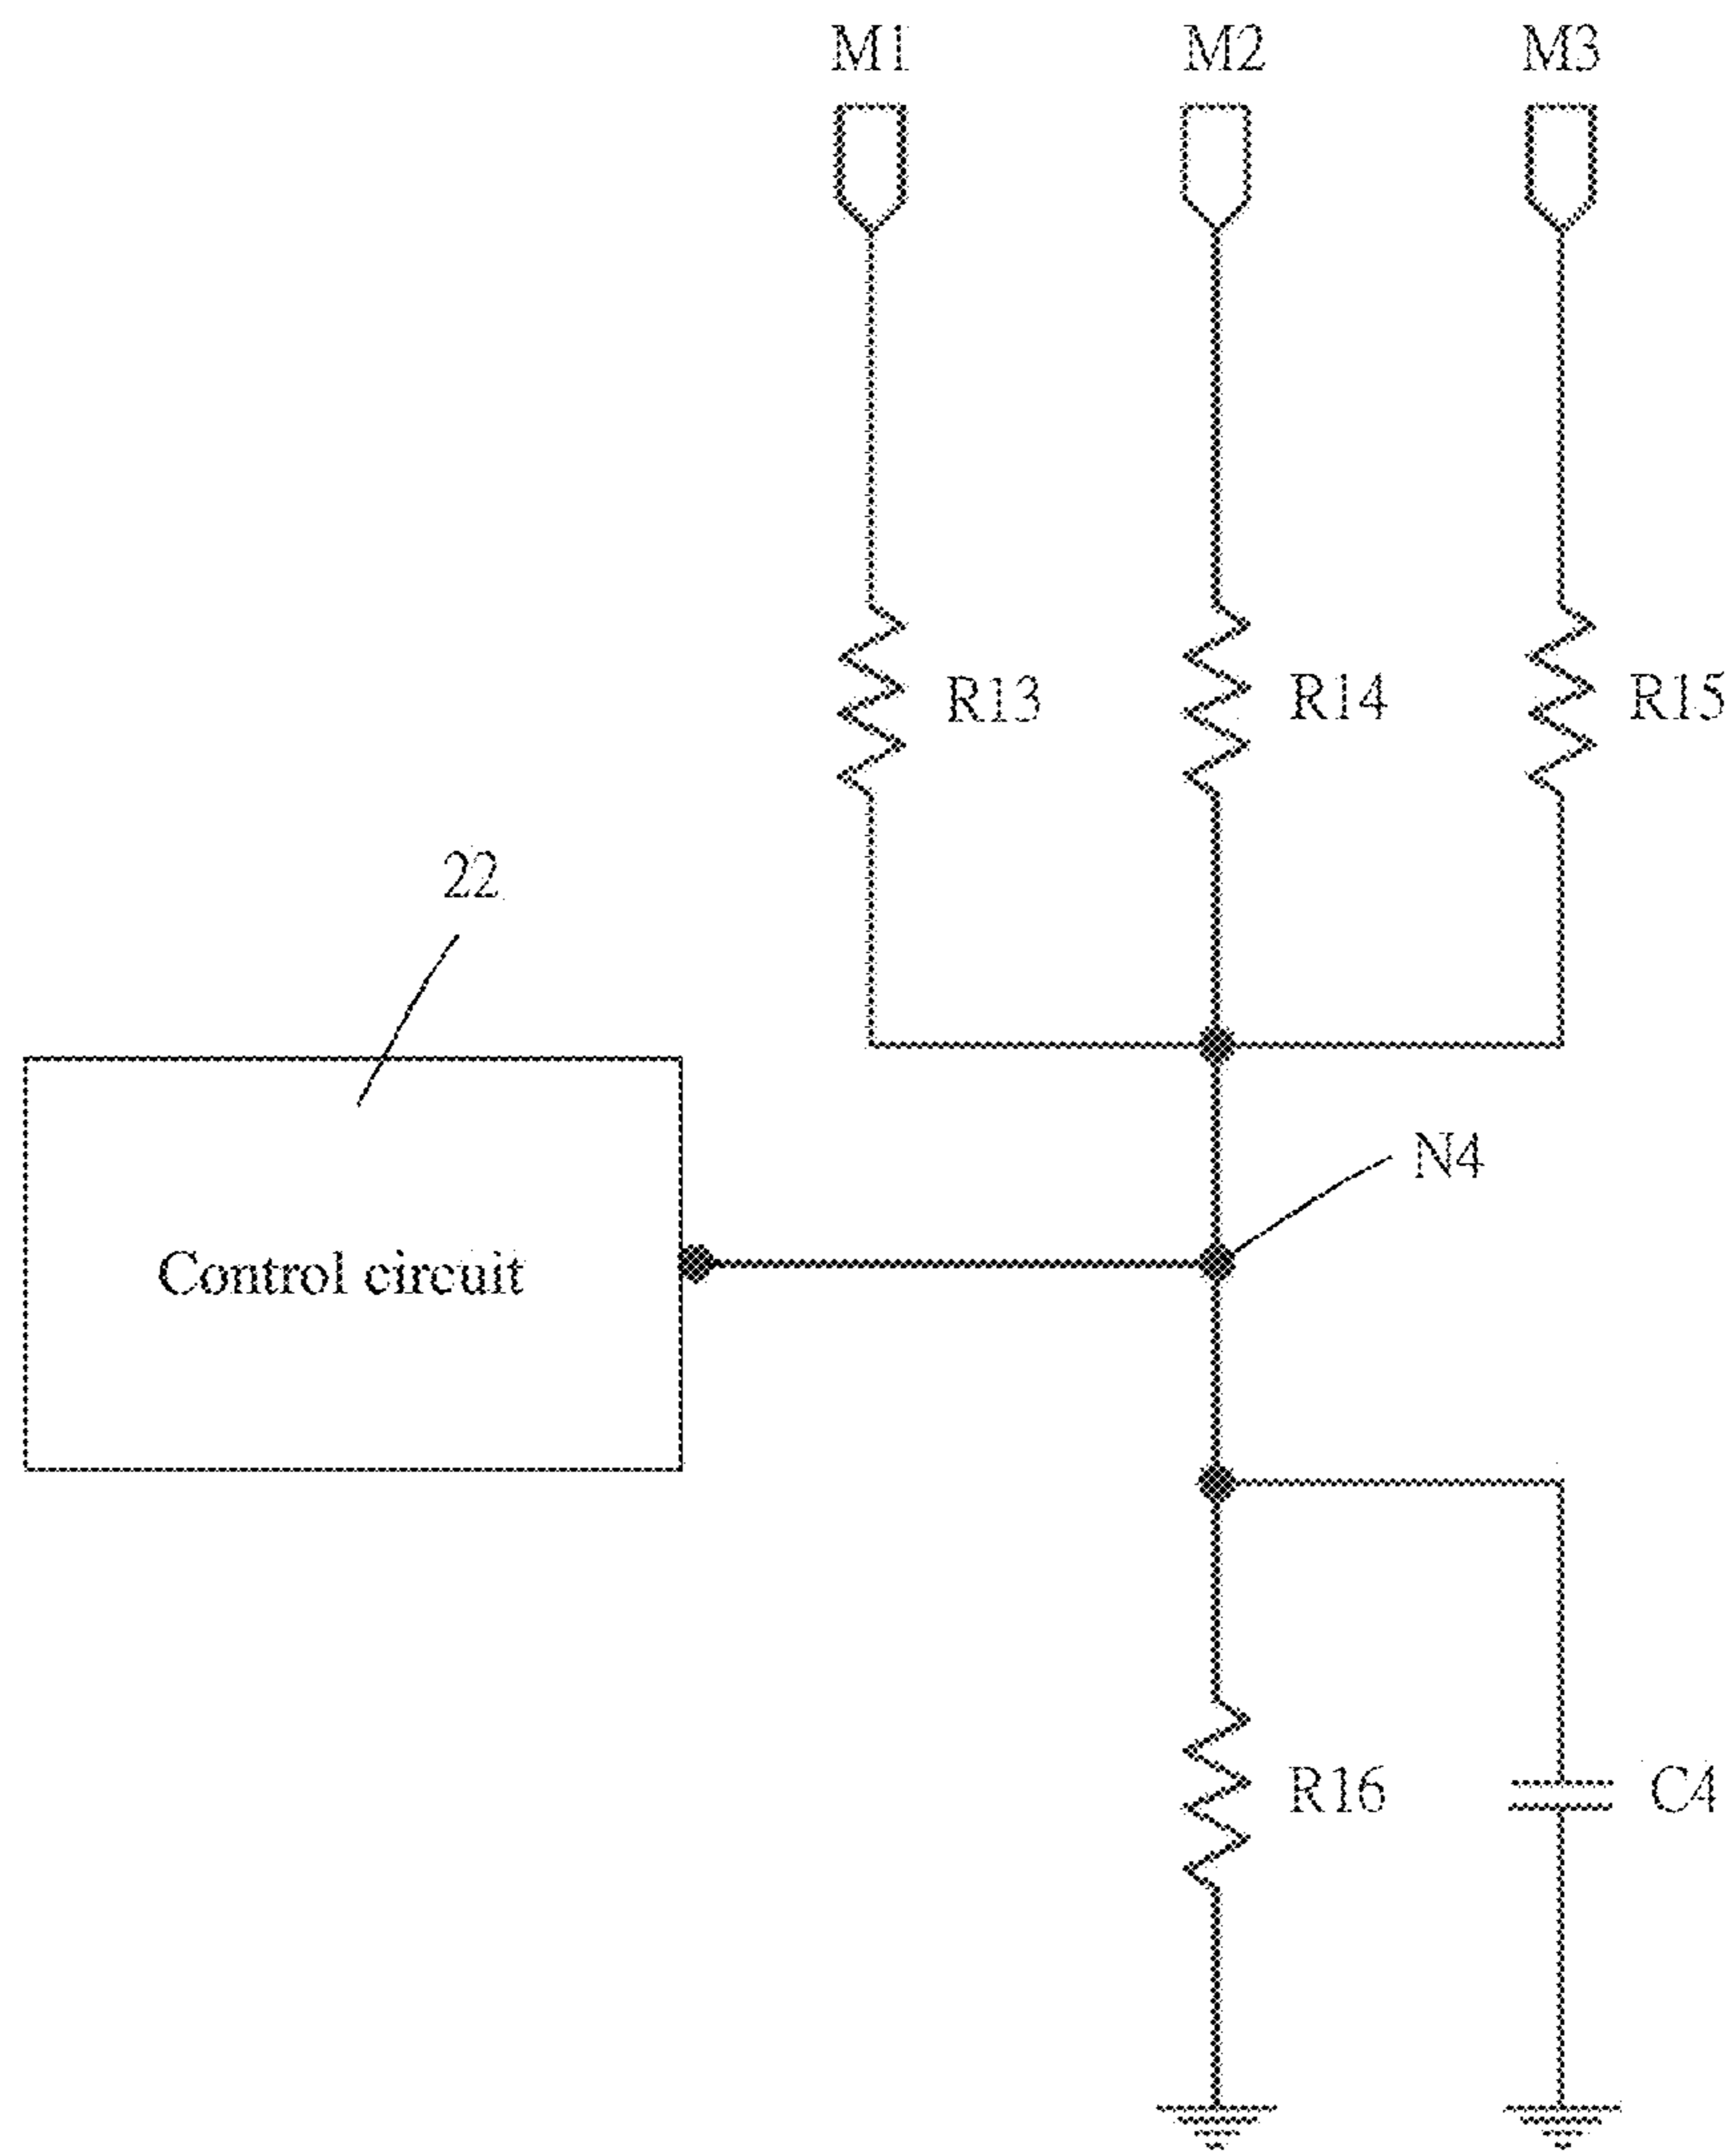 M1 M2 M3
R13 R14 R15
22
N4
Control circuit
R16 C4